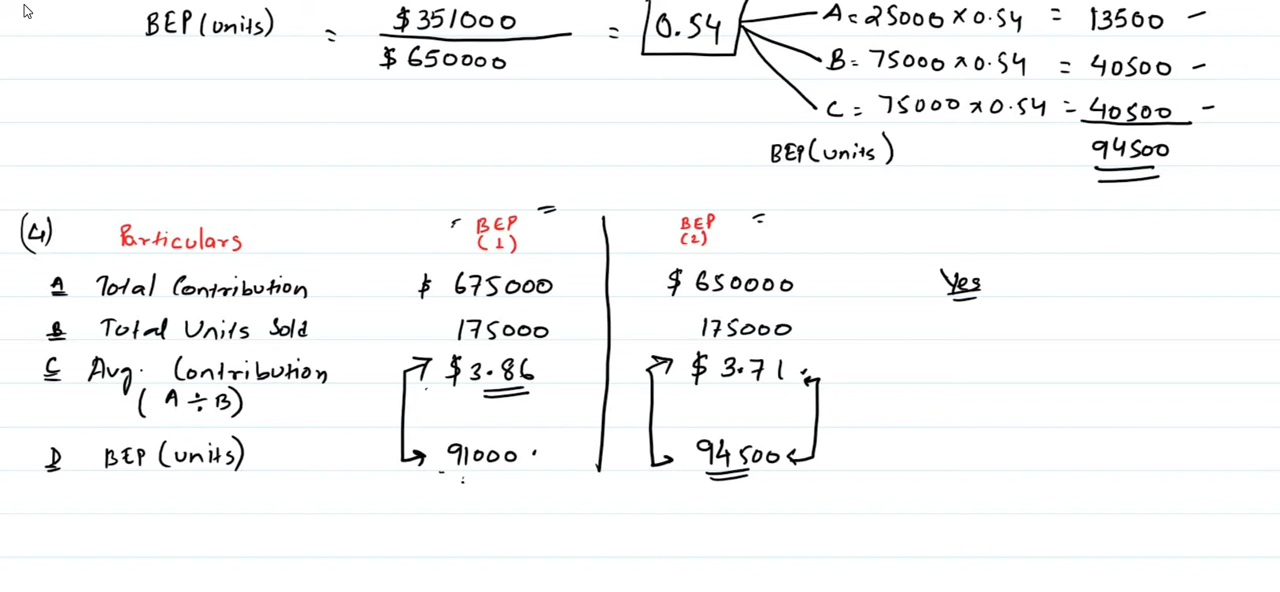 BEP (units) = $351000 / $650000 = 0.54
A = 25000 × 0.54 = 13500 -
B = 75000 × 0.54 = 40500 -
C = 75000 × 0.54 = 40500 -
BEP (units) 94500
(4) Particulars BEP (1) = BEP (2) =
A Total Contribution $ 675000 $ 650000 Yes
B Total Units Sold 175000 175000
C Avg. Contribution $3.86 $ 3.71
(A ÷ B)
D BEP (units) 91000 94500